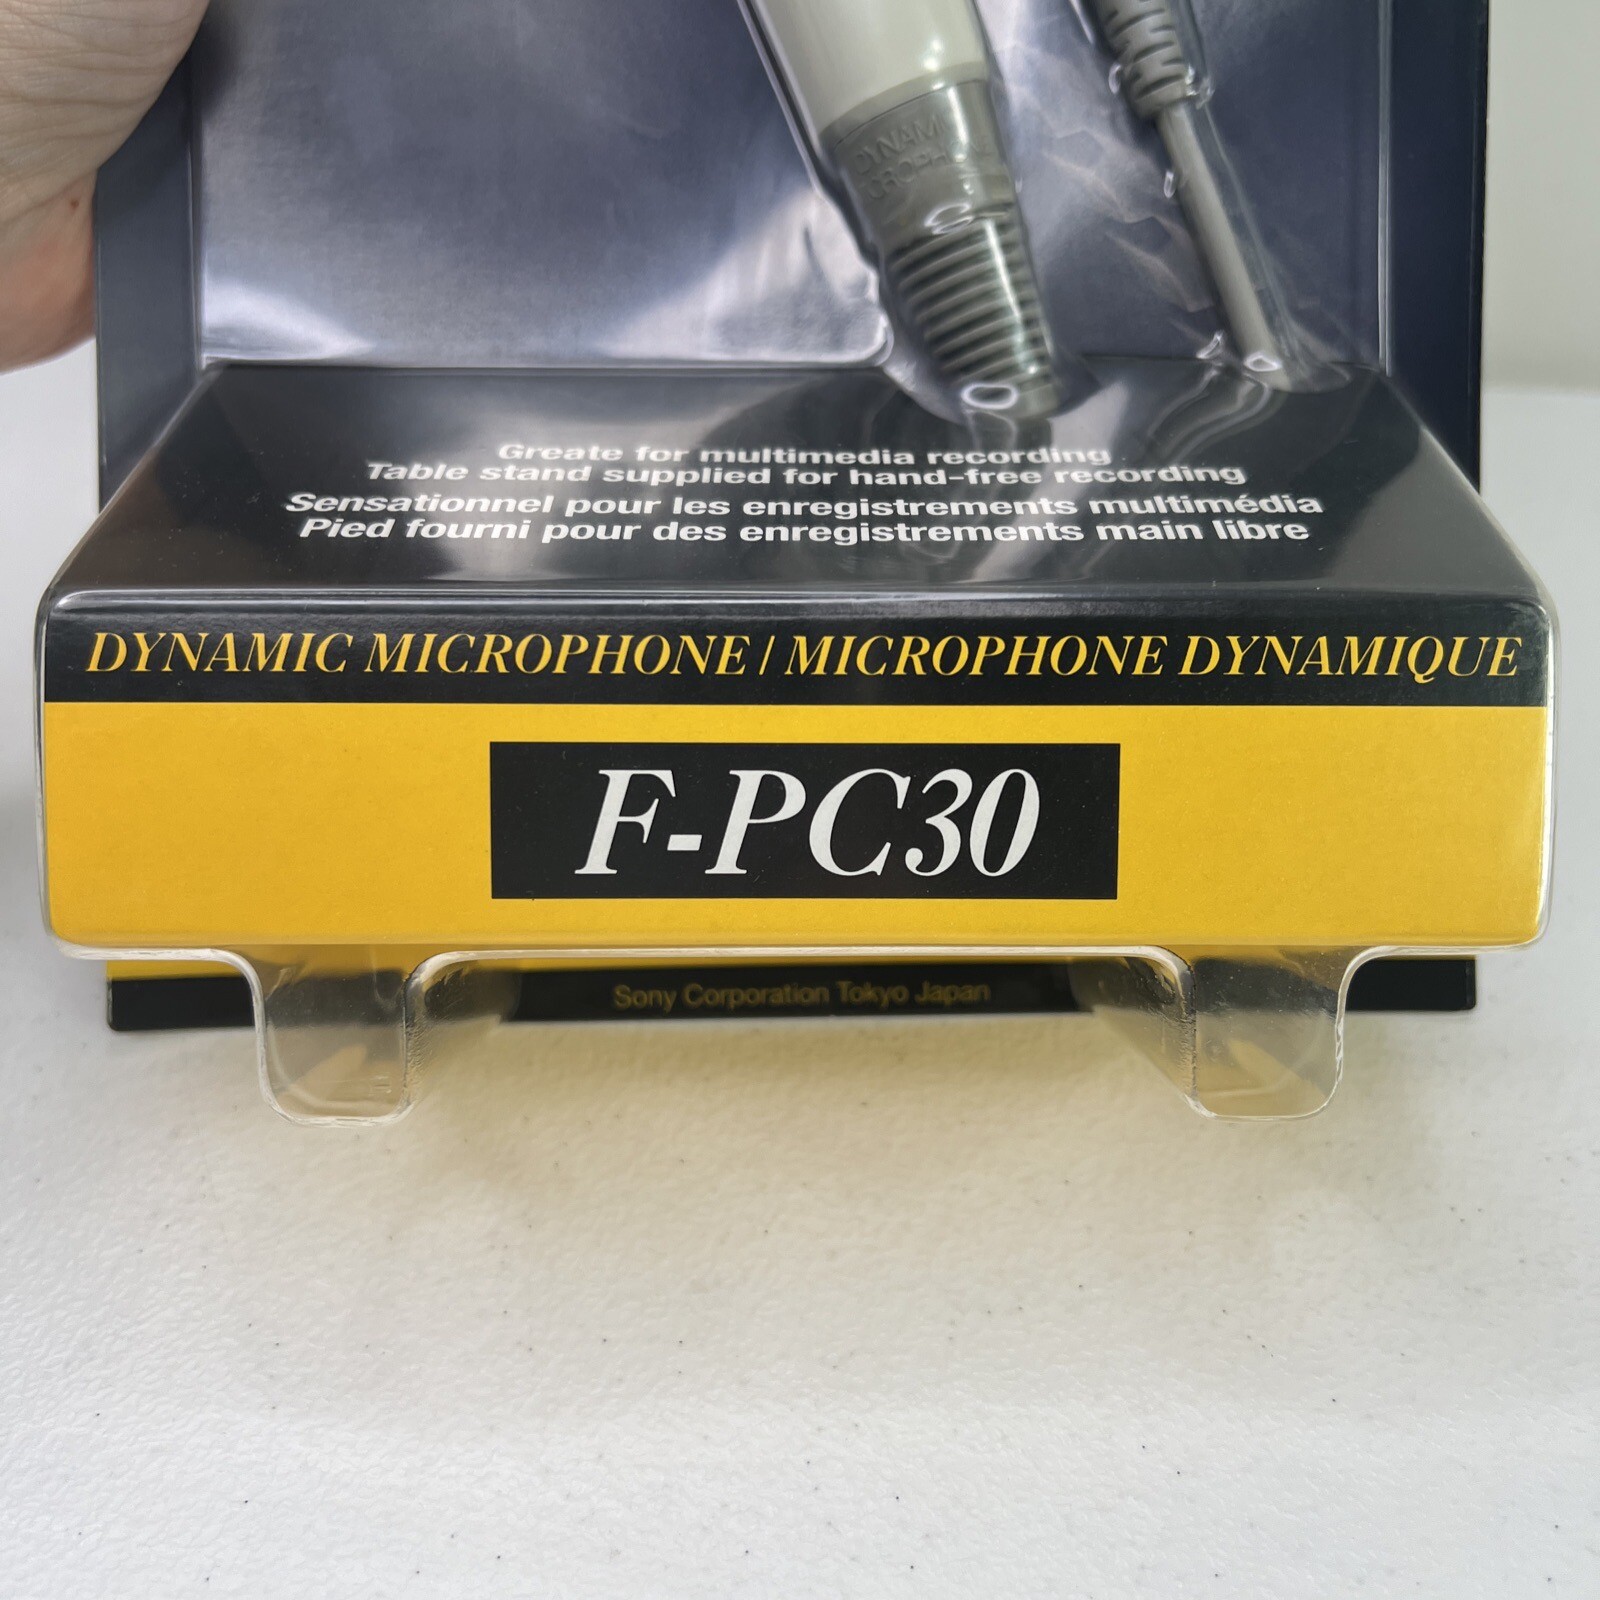 DYNAMIC
Greate for multimedia recording
Table stand supplied for hand-free recording
Sensationnel pour les enregistrements multimédia
Pied fourni pour des enregistrements main libre
DYNAMIC MICROPHONE / MICROPHONE DYNAMIQUE
F-PC30
Sony Corporation Tokyo Japan